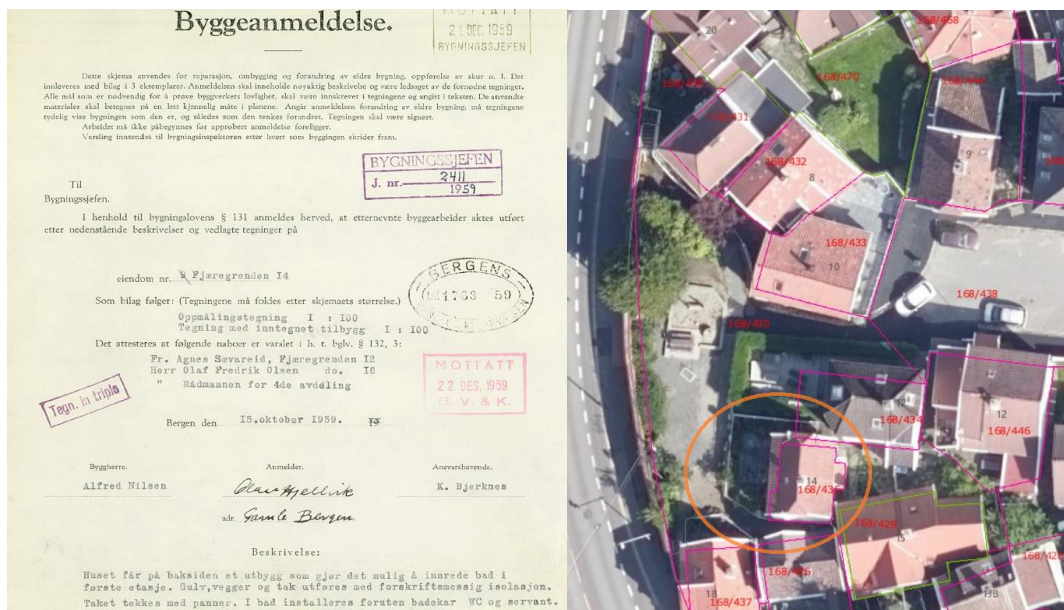 Byggeanmeldelse.
MOTTATT
21 DEC. 1959
BYGNINGSSJEFEN
Dette skjema anvendes for reparasjon, ombygging og forandring av eldre bygning, oppførelse av skur o. l. Det
innleveres med bilag i 3 eksemplarer. Anmeldelsen skal inneholde nøyaktig beskrivelse og være ledsaget av de fornødne tegninger.
Alle mål som er nødvendig for å prøve byggverkets lovlighet, skal være innskrevet i tegningene og angitt i teksten. De anvendte
materialer skal betegnes på en lett kjennelig måte i planene. Angår anmeldelsen forandring av eldre bygning, må tegningene
tydelig vise bygningen som den er, og således som den tenkes forandret. Tegningen skal være signert.
Arbeidet må ikke påbegynnes før approbert anmeldelse foreligger.
Varsling innsendes til bygningsinspektøren etter hvert som byggingen skrider frem.
BYGNINGSSJEFEN
J. nr. 2411
1959
Til
Bygningssjefen.
I henhold til bygningslovens § 131 anmeldes herved, at etternevnte byggearbeider aktes utført
etter nedenstående beskrivelser og vedlagte tegninger på
eiendom nr. Fjæregrenden I4
BERGENS
1763 59
Som bilag følger: (Tegningene må foldes etter skjemaets størrelse.)
Oppmålingstegning I : I00
Tegning med inntegnet tilbygg I : I00
Det attesteres at følgende naboer er varslet i h. t. bglv. § 132, 3:
Fr. Agnes Sævareid, Fjæregrenden I2
Herr Olaf Fredrik Olsen do. I6
" Rådmannen for 4de avdeling
MOTTATT
22 DES. 1959
B. V. & K.
Tegn. in triplo
Bergen den I5.oktober I959. 19
Byggherre. Anmelder. Ansvarshavende.
Alfred Nilsen Olav Hjellvik K. Bjerknes
adr. Gamle Bergen.
Beskrivelse:
Huset får på baksiden et utbygg som gjør det mulig å innrede bad i
første etasje. Gulv,vegger og tak utføres med forskriftsmessig isolasjon.
Taket tekkes med panner. I bad installeres foruten badekar WC og servant.
20
168/468
168/470
168/431
168/432
8
9
168/433
10
168/438
168/430
12
168/434
12
168/446
14
168/429
15
18
168/437
13B